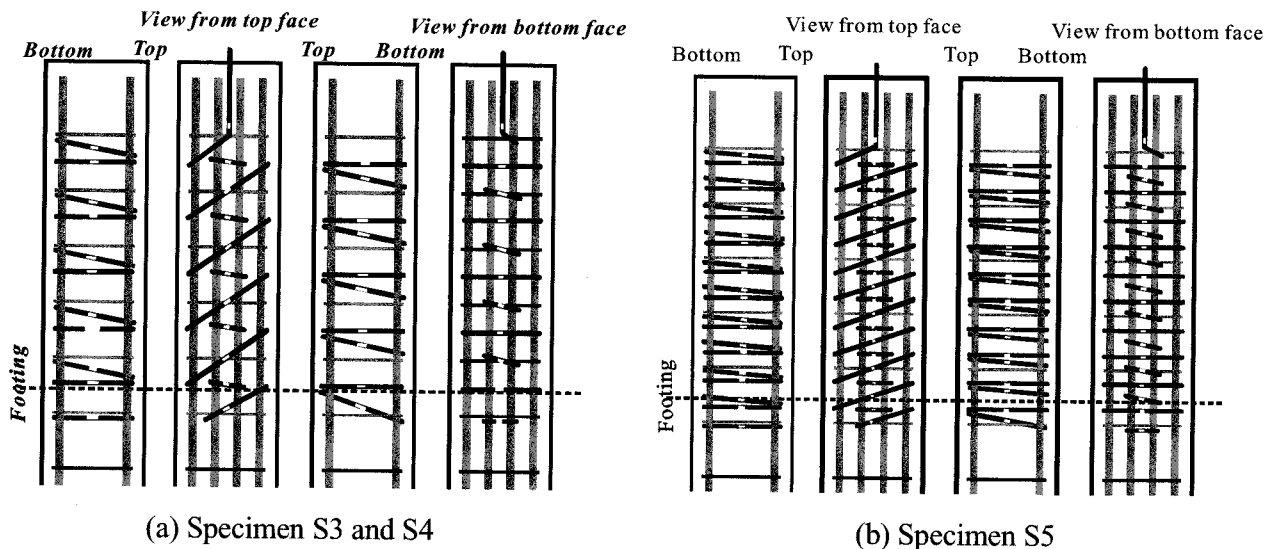 View from top face
View from bottom face
Bottom
Top
Top
Bottom
Footing
(a) Specimen S3 and S4
View from top face
View from bottom face
Bottom
Top
Top
Bottom
Footing
(b) Specimen S5